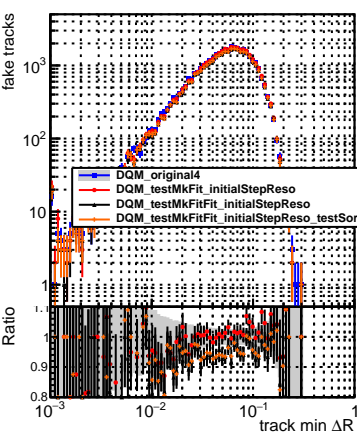 fake tracks
10³
10²
10
1
DQM_original4
DQM_testMkFit_initialStepReso
DQM_testMkFitFit_initialStepReso
DQM_testMkFitFit_initialStepReso_testSor
Ratio
1.1
1
0.9
0.8
10⁻³ 10⁻² 10⁻¹ 1
track min ΔR